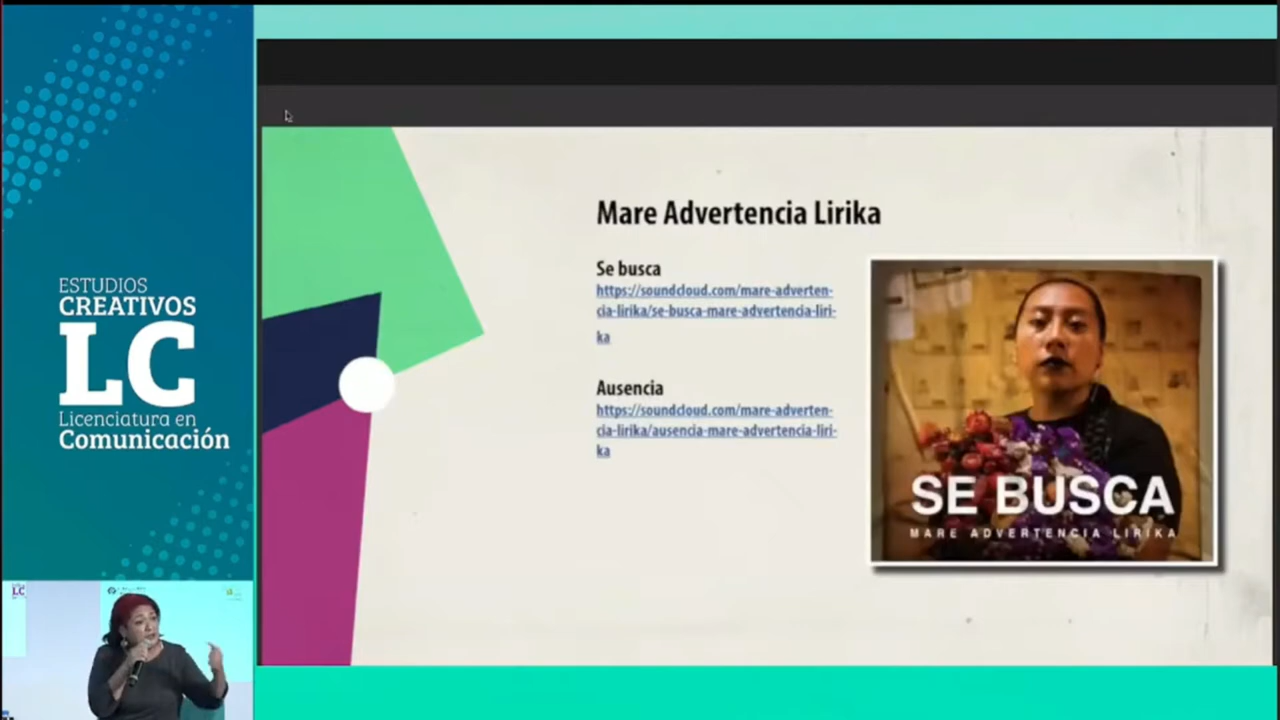 ESTUDIOS
CREATIVOS
LC
Licenciatura en
Comunicación
Mare Advertencia Lirika
Se busca
https://soundcloud.com/mare-adverten-
cia-lirika/se-busca-mare-advertencia-liri-
ka
Ausencia
https://soundcloud.com/mare-adverten-
cia-lirika/ausencia-mare-advertencia-liri-
ka
SE BUSCA
MARE ADVERTENCIA LIRIKA
LC